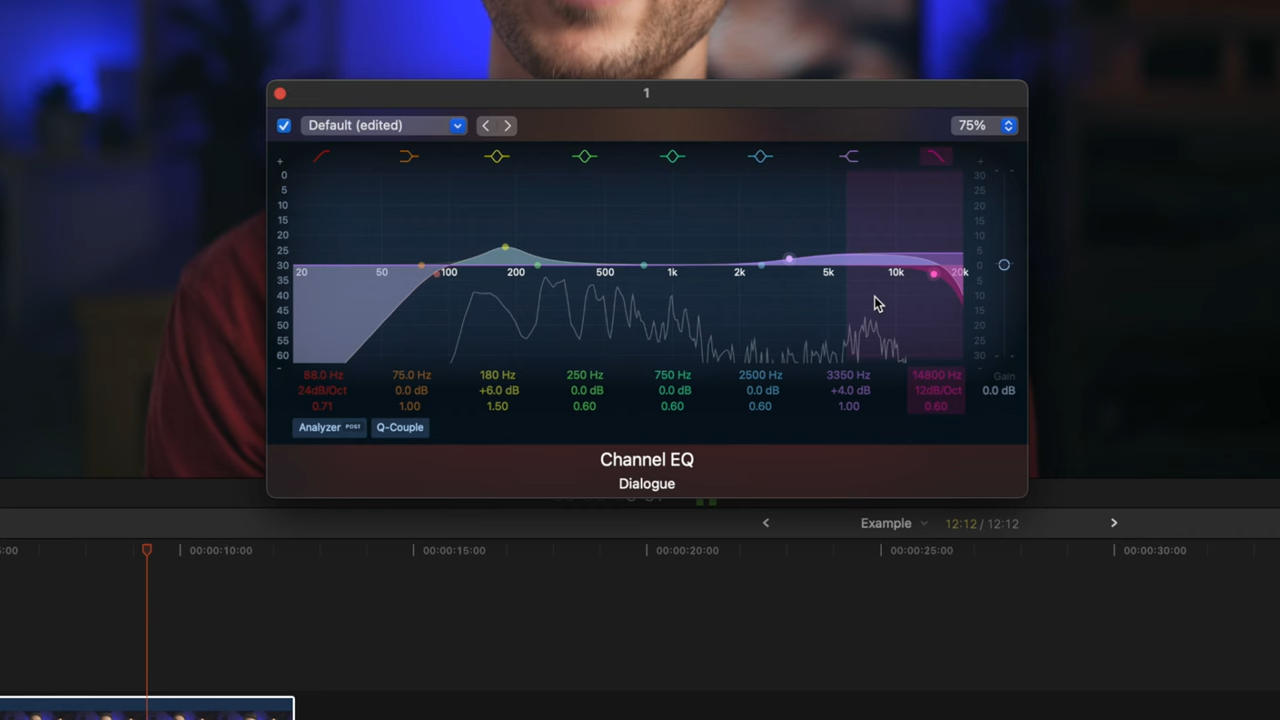 1
Default (edited)
75%
+ +
0 30
5 25
10 20
15 15
20 10
25 5
30 20 50 100 200 500 1k 2k 5k 10k 20k 0
35 5
40 10
45 15
50 20
55 25
60 30
- -
88.0 Hz 75.0 Hz 180 Hz 250 Hz 750 Hz 2500 Hz 3350 Hz 14800 Hz Gain
24dB/Oct 0.0 dB +6.0 dB 0.0 dB 0.0 dB 0.0 dB +4.0 dB 12dB/Oct 0.0 dB
0.71 1.00 1.50 0.60 0.60 0.60 1.00 0.60
Analyzer POST Q-Couple
Channel EQ
Dialogue
Example 12:12 / 12:12
5:00 00:00:10:00 00:00:15:00 00:00:20:00 00:00:25:00 00:00:30:00